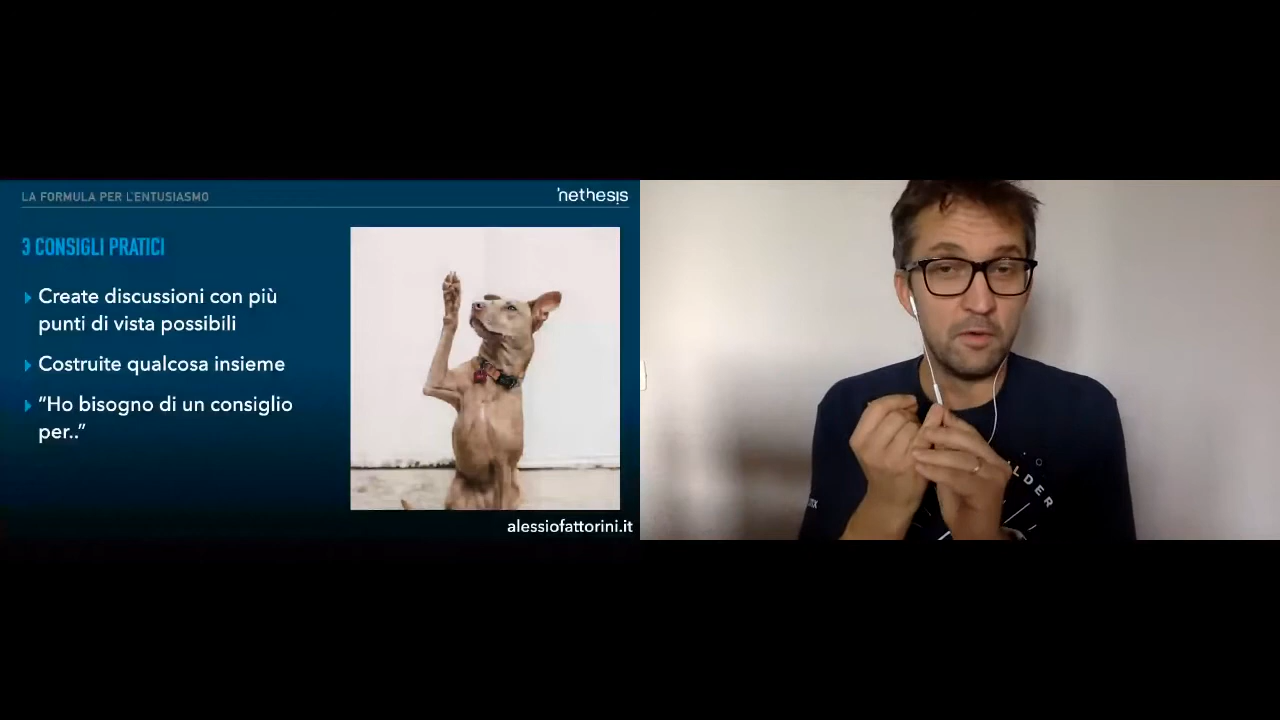 LA FORMULA PER L'ENTUSIASMO
nethesis
3 CONSIGLI PRATICI
Create discussioni con più
punti di vista possibili
Costruite qualcosa insieme
“Ho bisogno di un consiglio
per..”
alessiofattorini.it